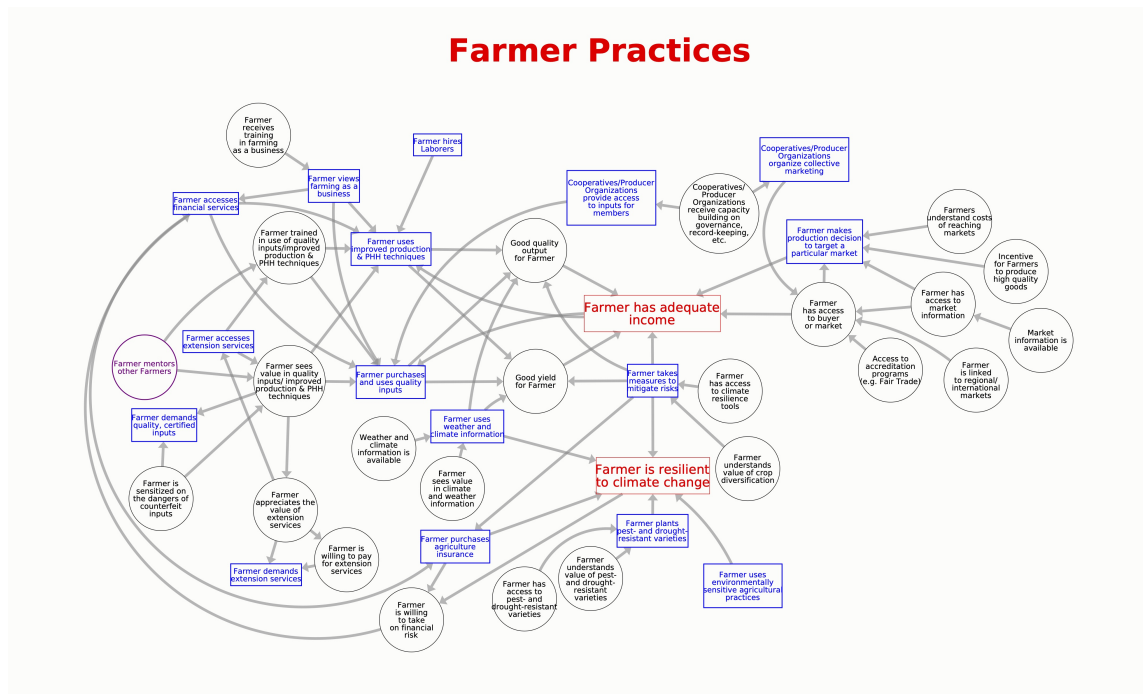 Farmer Practices
Farmer
receives
training
in farming
as a business
Farmer hires
Laborers
Cooperatives/Producer
Organizations
organize collective
marketing
Farmer views
farming as a
business
Cooperatives/Producer
Organizations
provide access
to inputs for
members
Cooperatives/
Producer
Organizations
receive capacity
building on
governance,
record-keeping,
etc.
Farmer accesses
financial services
Farmers
understand costs
of reaching
markets
Farmer trained
in use of quality
inputs/improved
production &
PHH techniques
Farmer uses
improved production
& PHH techniques
Good quality
output
for Farmer
Farmer makes
production decision
to target a
particular market
Incentive
for Farmers
to produce
high quality
goods
Farmer has adequate
income
Farmer
has access
to buyer
or market
Farmer has
access to
market
information
Market
information is
available
Farmer accesses
extension services
Farmer mentors
other Farmers
Farmer sees
value in quality
inputs/ improved
production & PHH
techniques
Farmer purchases
and uses quality
inputs
Good yield
for Farmer
Farmer takes
measures to
mitigate risks
Farmer
has access
to climate
resilience
tools
Access to
accreditation
programs
(e.g. Fair Trade)
Farmer
is linked
to regional/
international
markets
Farmer demands
quality, certified
inputs
Weather and
climate
information is
available
Farmer uses
weather and
climate information
Farmer
sees value
in climate
and weather
information
Farmer is resilient
to climate change
Farmer
understands
value of crop
diversification
Farmer is
sensitized on
the dangers of
counterfeit
inputs
Farmer
appreciates the
value of
extension
services
Farmer is
willing to pay
for extension
services
Farmer demands
extension services
Farmer purchases
agriculture
insurance
Farmer plants
pest- and drought-
resistant varieties
Farmer
understands
value of pest-
and drought-
resistant
varieties
Farmer has
access to
pest- and
drought-resistant
varieties
Farmer uses
environmentally
sensitive agricultural
practices
Farmer
is willing
to take
on financial
risk